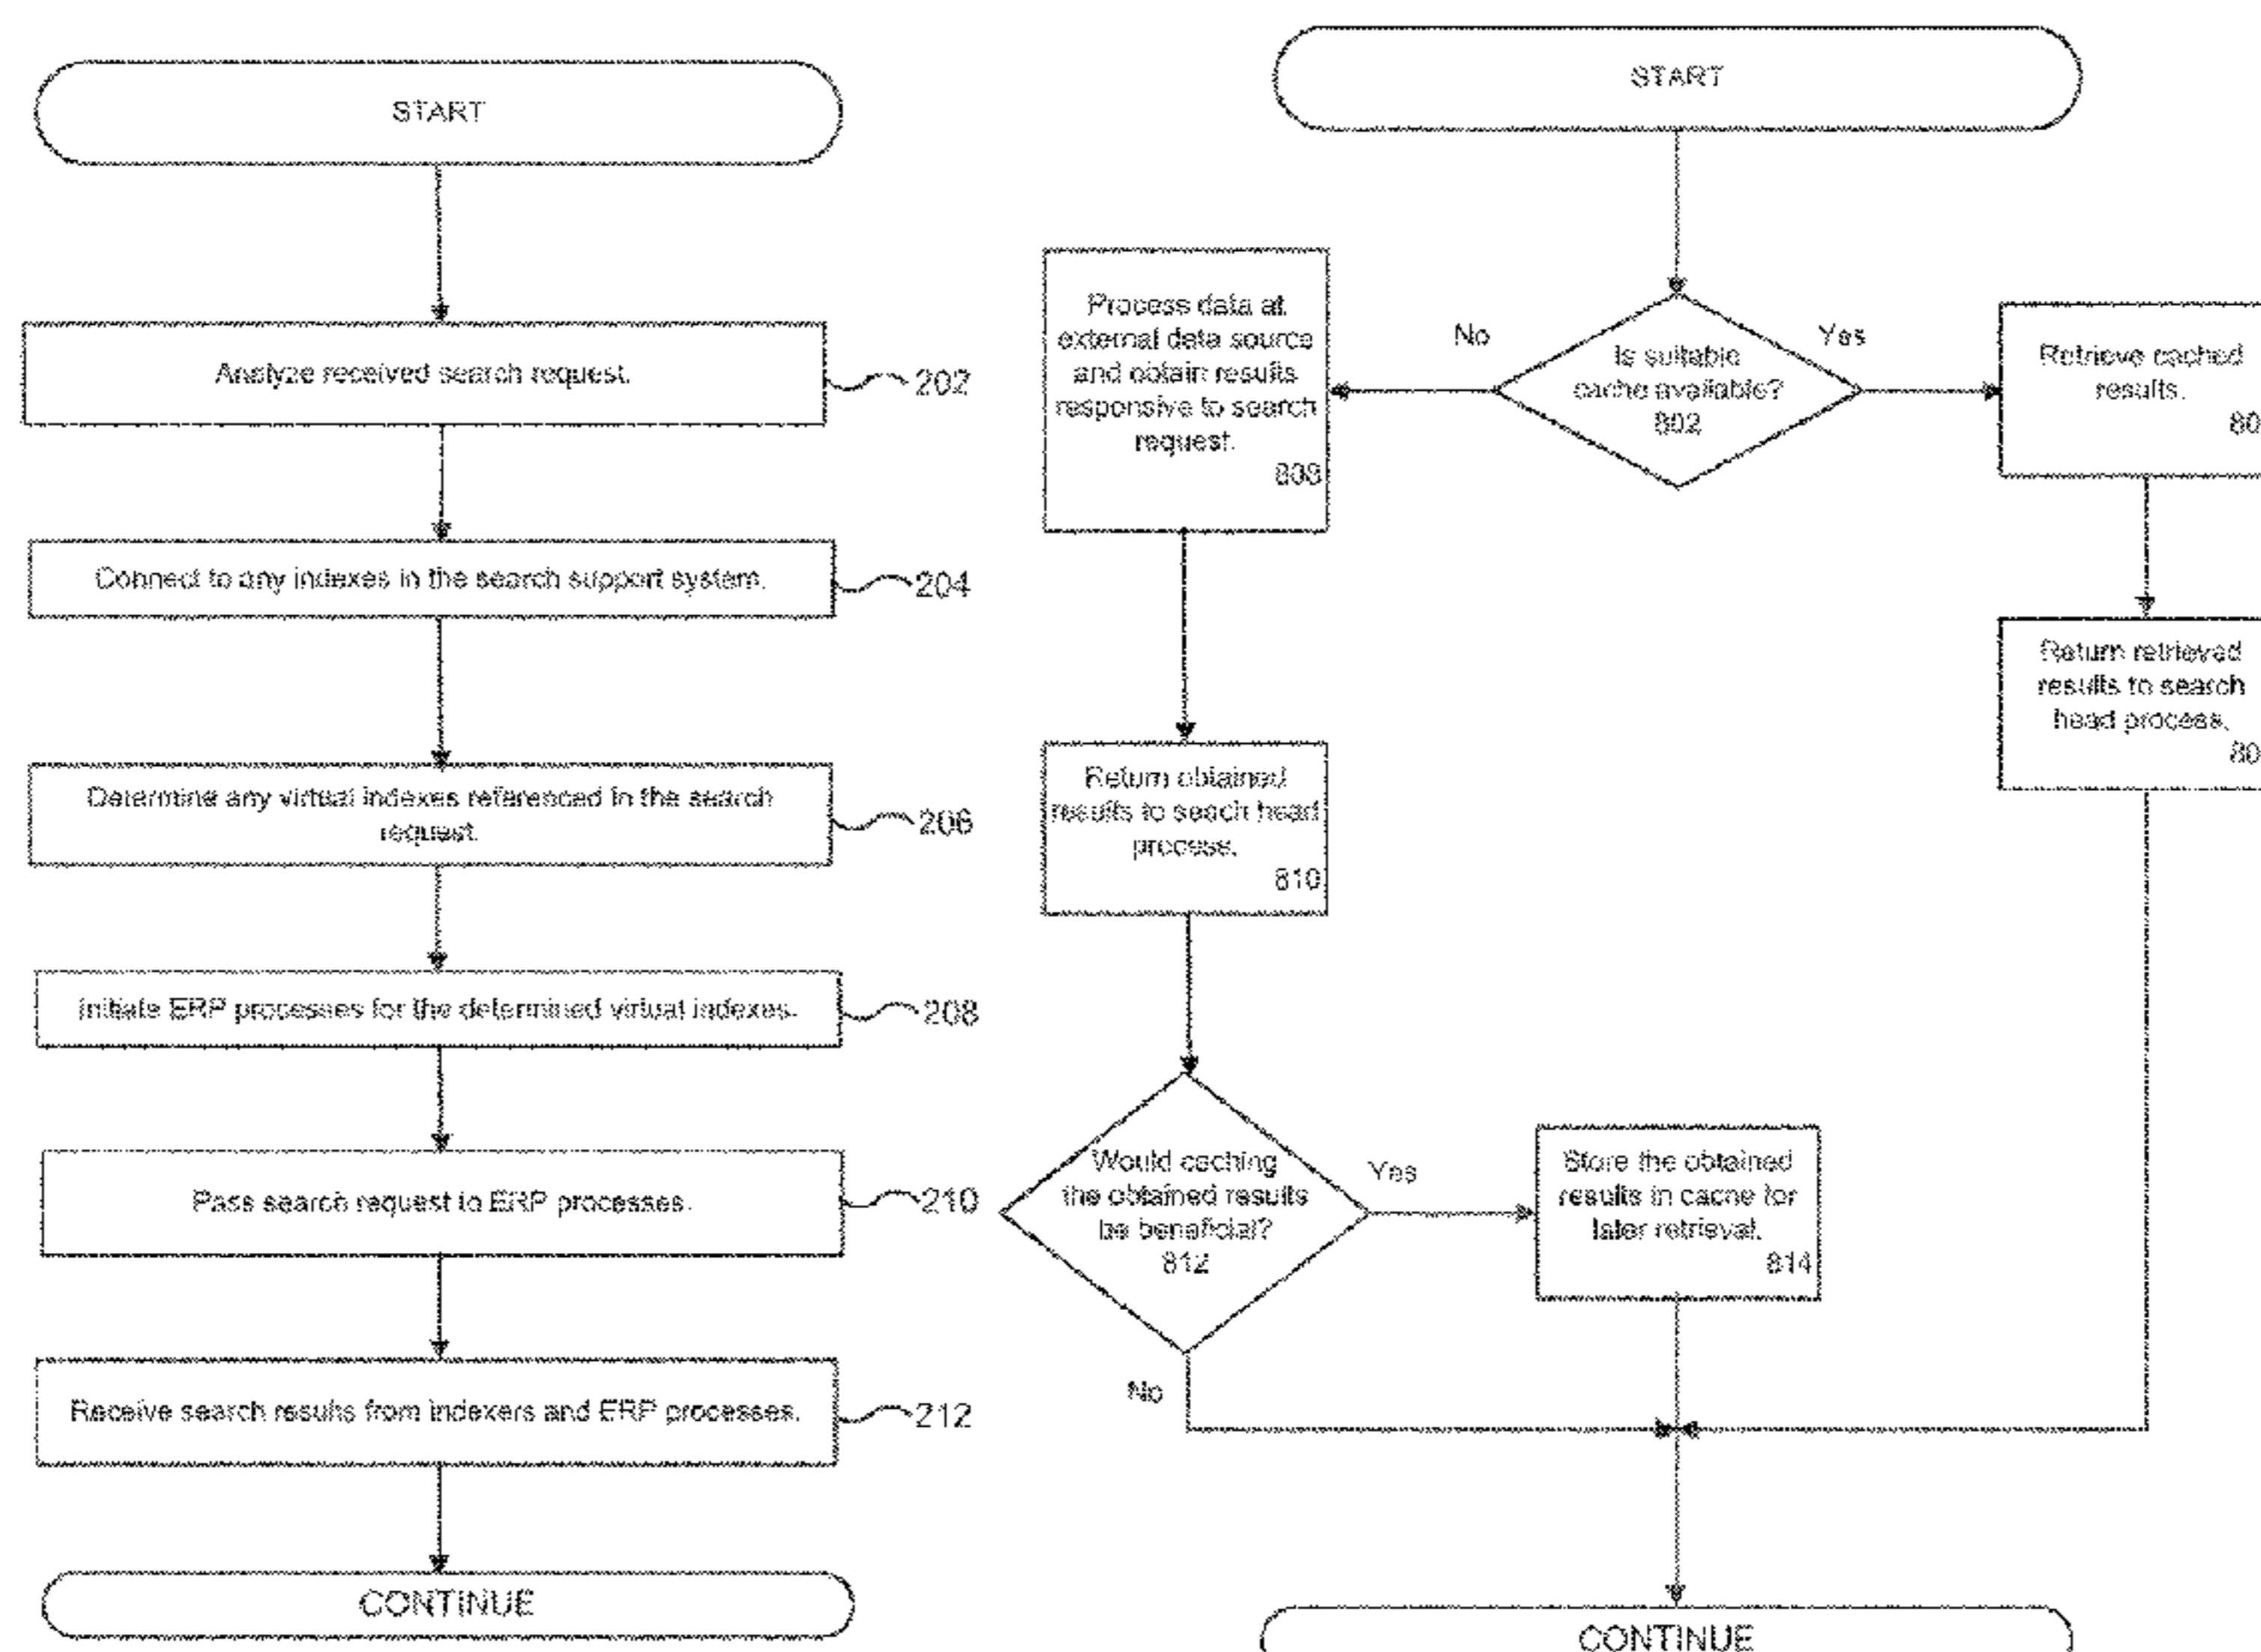 START
Analyze received search request.
202
Connect to any indexes in the search support system.
204
Determine any virtual indexes referenced in the search
request.
206
Initiate ERP processes for the determined virtual indexes.
208
Pass search request to ERP processes.
210
Receive search results from indexers and ERP processes.
212
CONTINUE
START
Is suitable
cache available?
802
No
Yes
Process data at
external data source
and obtain results
responsive to search
request.
808
Retrieve cached
results.
80
Return retrieved
results to search
head process.
80
Return obtained
results to seach head
process.
810
Would caching
the obtained results
be beneficial?
812
Yes
No
Store the obtained
results in cache for
later retrieval.
814
CONTINUE